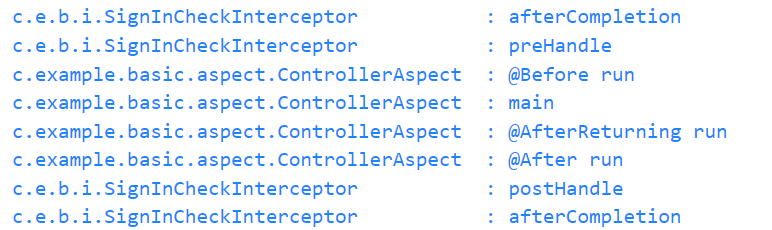 c.e.b.i.SignInCheckInterceptor : afterCompletion
c.e.b.i.SignInCheckInterceptor : preHandle
c.example.basic.aspect.ControllerAspect : @Before run
c.example.basic.aspect.ControllerAspect : main
c.example.basic.aspect.ControllerAspect : @AfterReturning run
c.example.basic.aspect.ControllerAspect : @After run
c.e.b.i.SignInCheckInterceptor : postHandle
c.e.b.i.SignInCheckInterceptor : afterCompletion